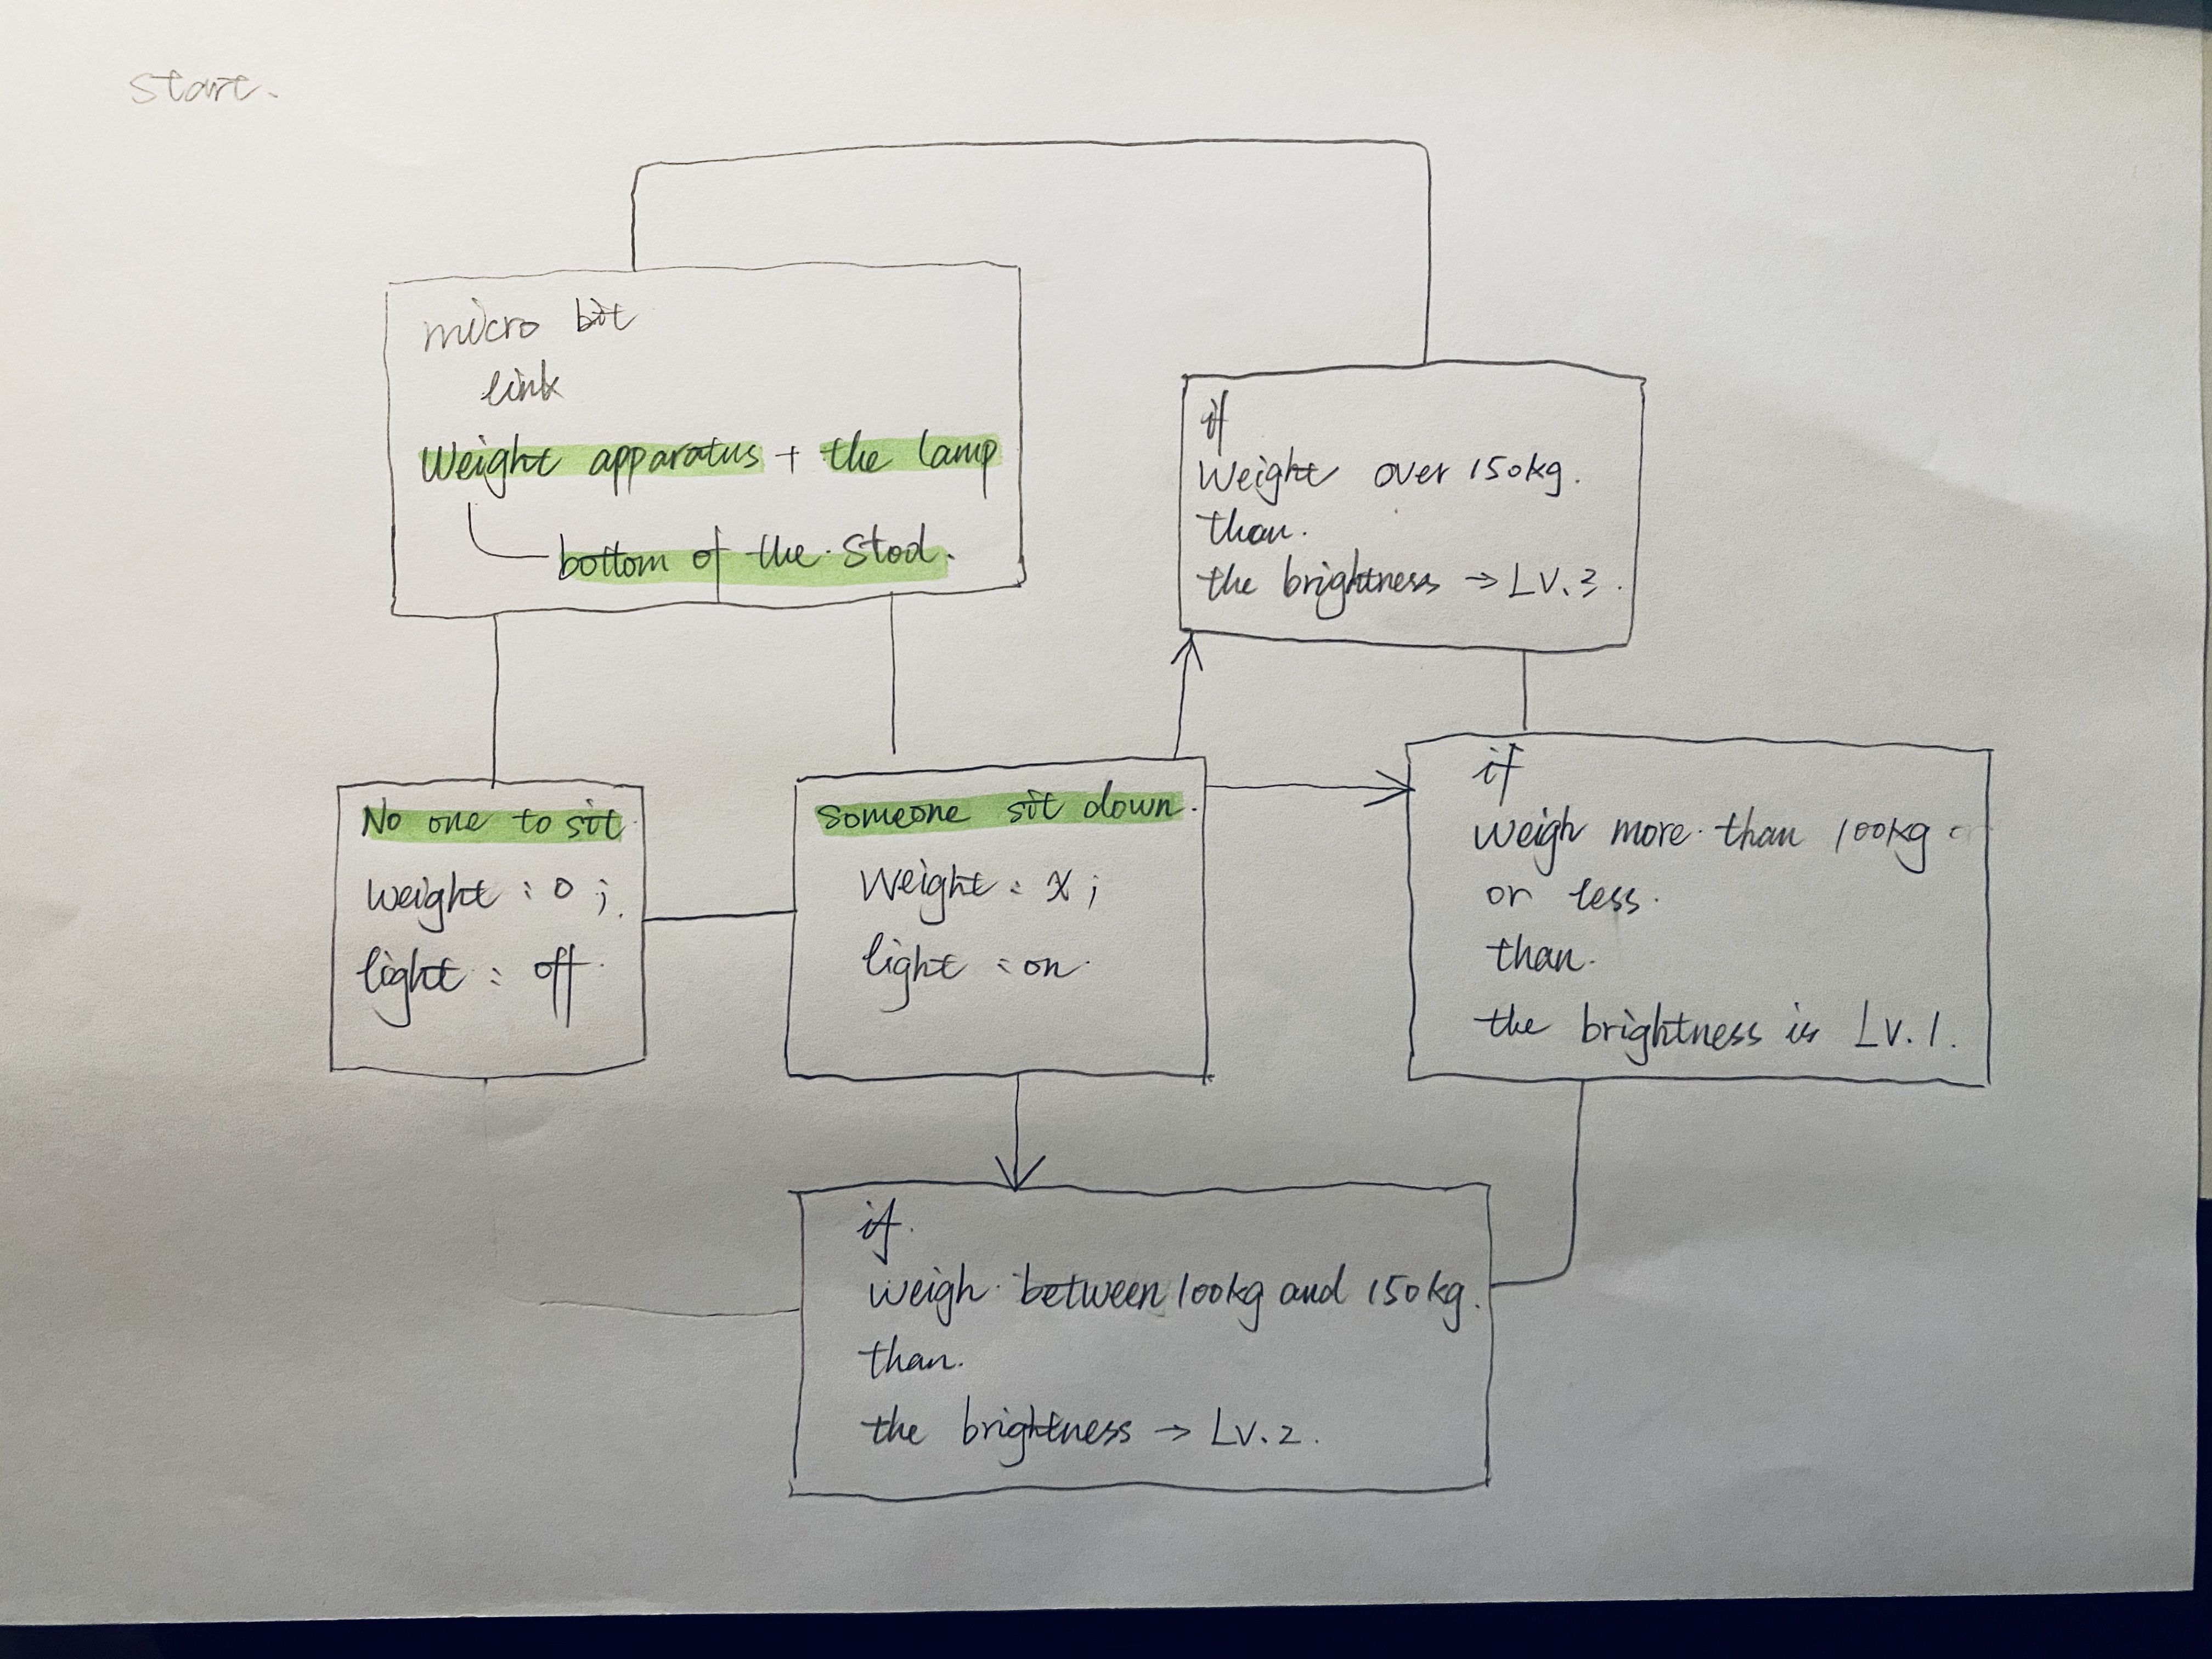 start.
micro bit
link
Weight apparatus + the lamp
bottom of the stool.
if
Weight over 150kg.
than.
the brightness → LV.3.
No one to sit
weight : 0 ;
light : off
Someone sit down.
Weight : x ;
light : on
if
weigh more than 100kg
or less.
than.
the brightness is LV.1.
if.
weigh between 100kg and 150kg.
than.
the brightness → LV.2.